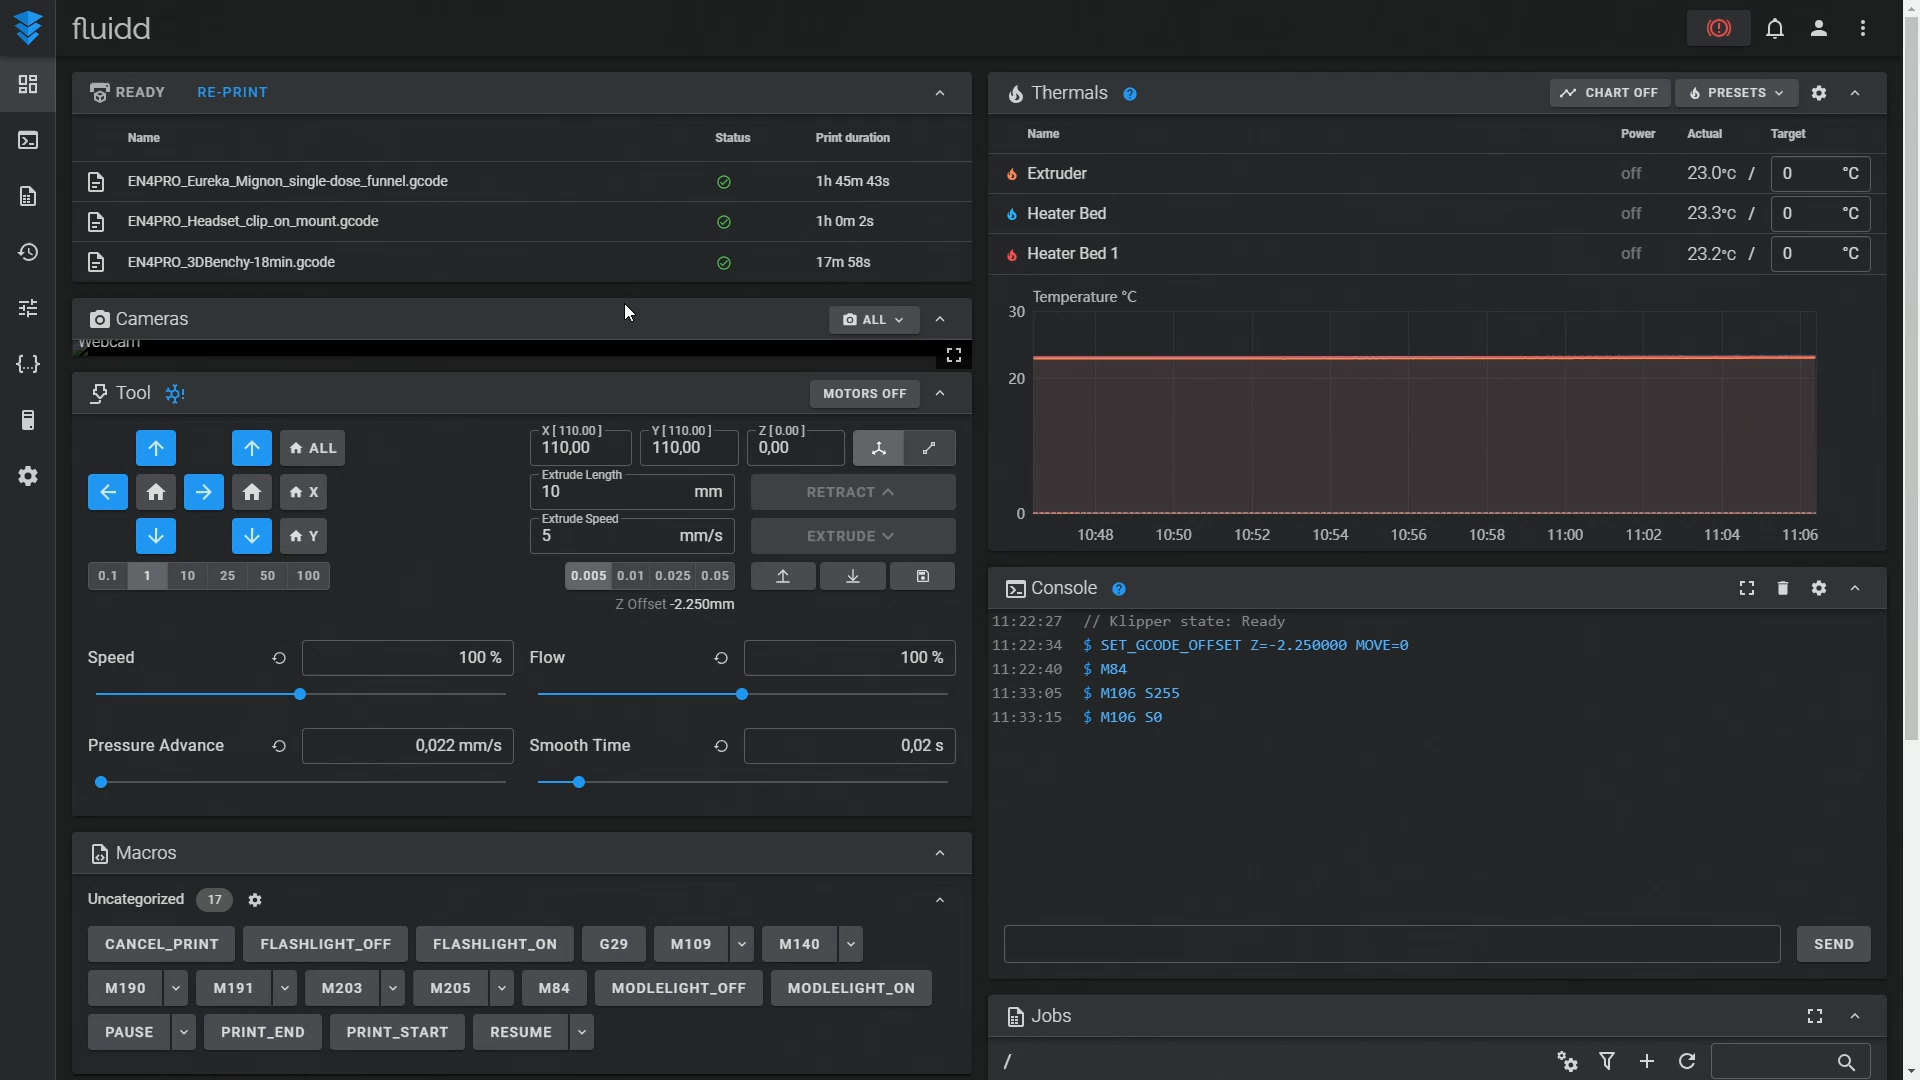 fluidd
READY RE-PRINT
Name Status Print duration
EN4PRO_Eureka_Mignon_single-dose_funnel.gcode 1h 45m 43s
EN4PRO_Headset_clip_on_mount.gcode 1h 0m 2s
EN4PRO_3DBenchy-18min.gcode 17m 58s
Cameras ALL
Webcam
Tool MOTORS OFF
ALL
X
Y
0.1 1 10 25 50 100
X [ 110.00 ] Y [ 110.00 ] Z [ 0.00 ]
110,00 110,00 0,00
Extrude Length
10 mm RETRACT
Extrude Speed
5 mm/s EXTRUDE
0.005 0.01 0.025 0.05
Z Offset -2.250mm
Speed 100 % Flow 100 %
Pressure Advance 0,022 mm/s Smooth Time 0,02 s
Macros
Uncategorized 17
CANCEL_PRINT FLASHLIGHT_OFF FLASHLIGHT_ON G29 M109 M140
M190 M191 M203 M205 M84 MODLELIGHT_OFF MODLELIGHT_ON
PAUSE PRINT_END PRINT_START RESUME
Thermals ? CHART OFF PRESETS
Name Power Actual Target
Extruder off 23.0°C / 0 °C
Heater Bed off 23.3°C / 0 °C
Heater Bed 1 off 23.2°C / 0 °C
Temperature °C
30
20
0
10:48 10:50 10:52 10:54 10:56 10:58 11:00 11:02 11:04 11:06
Console ?
11:22:27 // Klipper state: Ready
11:22:34 $ SET_GCODE_OFFSET Z=-2.250000 MOVE=0
11:22:40 $ M84
11:33:05 $ M106 S255
11:33:15 $ M106 S0
SEND
Jobs
/